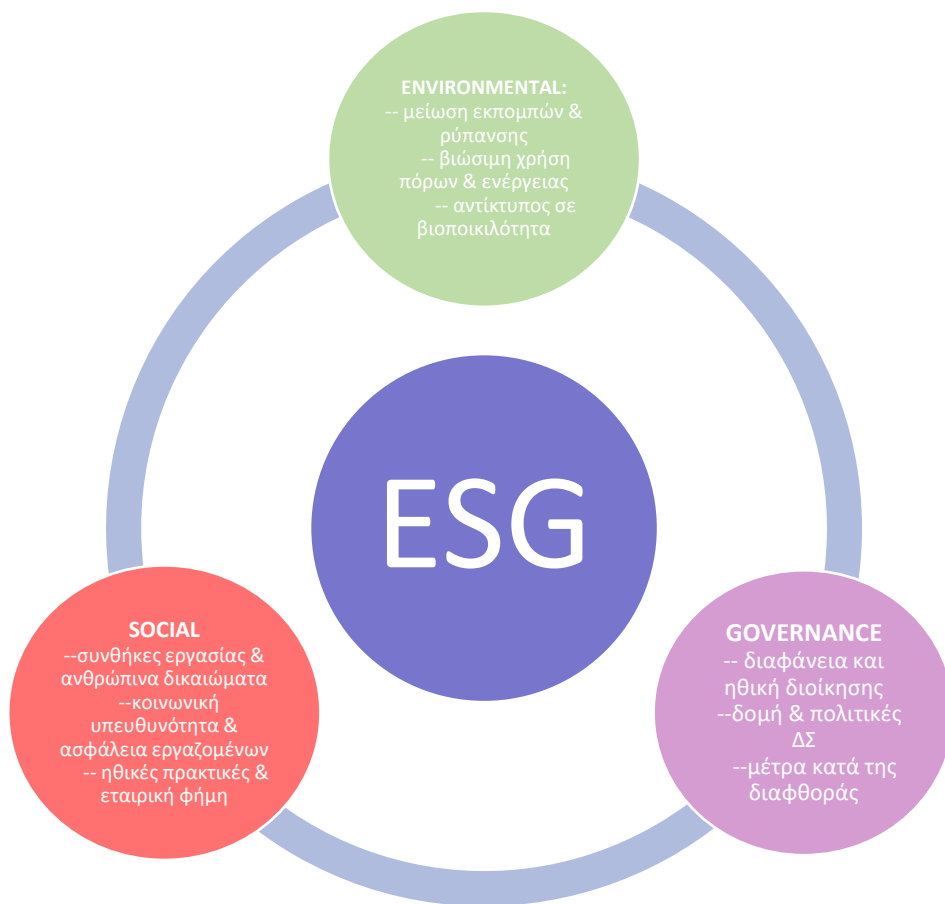 ENVIRONMENTAL:
-- μείωση εκπομπών &
ρύπανσης
-- βιώσιμη χρήση
πόρων & ενέργειας
-- αντίκτυπος σε
βιοποικιλότητα
ESG
SOCIAL
--συνθήκες εργασίας &
ανθρώπινα δικαιώματα
--κοινωνική
υπευθυνότητα &
ασφάλεια εργαζομένων
-- ηθικές πρακτικές &
εταιρική φήμη
GOVERNANCE
-- διαφάνεια και
ηθική διοίκησης
--δομή & πολιτικές
ΔΣ
--μέτρα κατά της
διαφθοράς